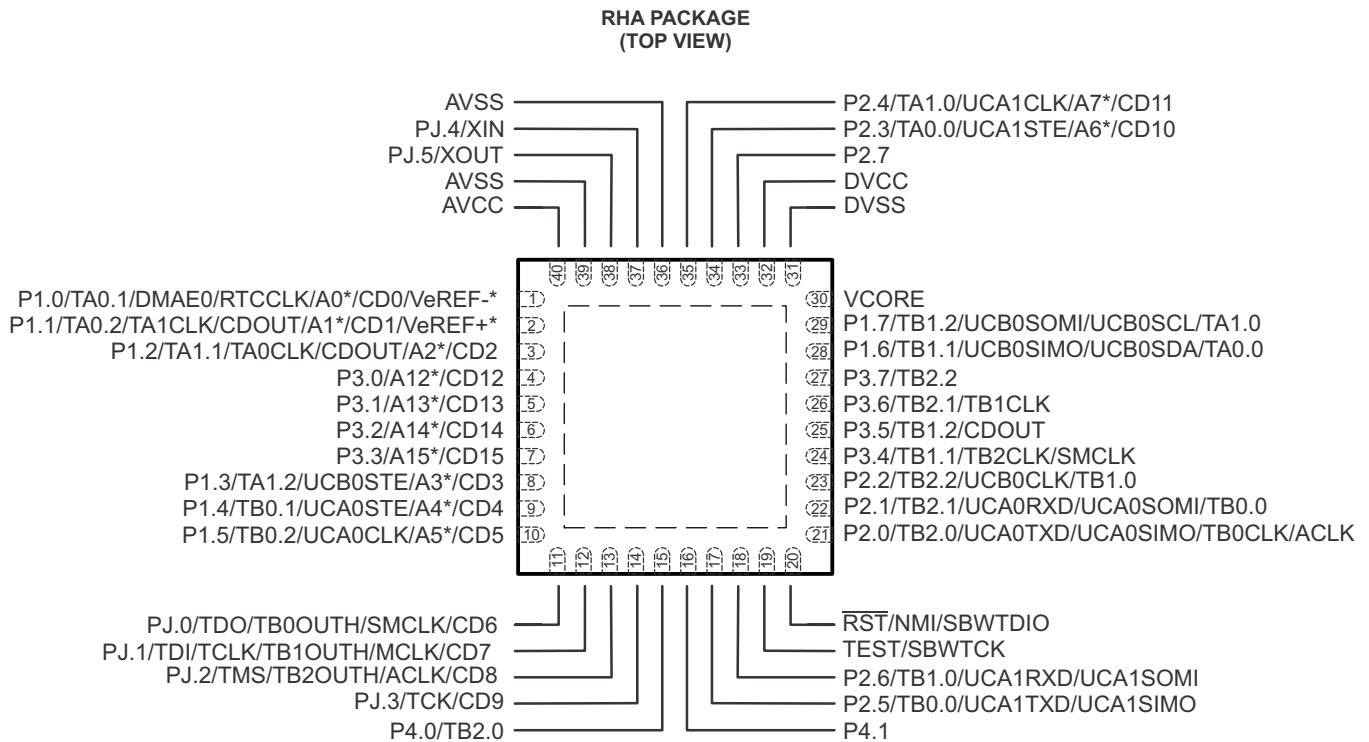 RHA PACKAGE
(TOP VIEW)
AVSS
PJ.4/XIN
PJ.5/XOUT
AVSS
AVCC
P2.4/TA1.0/UCA1CLK/A7*/CD11
P2.3/TA0.0/UCA1STE/A6*/CD10
P2.7
DVCC
DVSS
40 39 38 37 36 35 34 33 32 31
P1.0/TA0.1/DMAE0/RTCCLK/A0*/CD0/VeREF-* 1
P1.1/TA0.2/TA1CLK/CDOUT/A1*/CD1/VeREF+* 2
P1.2/TA1.1/TA0CLK/CDOUT/A2*/CD2 3
P3.0/A12*/CD12 4
P3.1/A13*/CD13 5
P3.2/A14*/CD14 6
P3.3/A15*/CD15 7
P1.3/TA1.2/UCB0STE/A3*/CD3 8
P1.4/TB0.1/UCA0STE/A4*/CD4 9
P1.5/TB0.2/UCA0CLK/A5*/CD5 10
30 VCORE
29 P1.7/TB1.2/UCB0SOMI/UCB0SCL/TA1.0
28 P1.6/TB1.1/UCB0SIMO/UCB0SDA/TA0.0
27 P3.7/TB2.2
26 P3.6/TB2.1/TB1CLK
25 P3.5/TB1.2/CDOUT
24 P3.4/TB1.1/TB2CLK/SMCLK
23 P2.2/TB2.2/UCB0CLK/TB1.0
22 P2.1/TB2.1/UCA0RXD/UCA0SOMI/TB0.0
21 P2.0/TB2.0/UCA0TXD/UCA0SIMO/TB0CLK/ACLK
11 12 13 14 15 16 17 18 19 20
PJ.0/TDO/TB0OUTH/SMCLK/CD6
PJ.1/TDI/TCLK/TB1OUTH/MCLK/CD7
PJ.2/TMS/TB2OUTH/ACLK/CD8
PJ.3/TCK/CD9
P4.0/TB2.0
RST/NMI/SBWTDIO
TEST/SBWTCK
P2.6/TB1.0/UCA1RXD/UCA1SOMI
P2.5/TB0.0/UCA1TXD/UCA1SIMO
P4.1